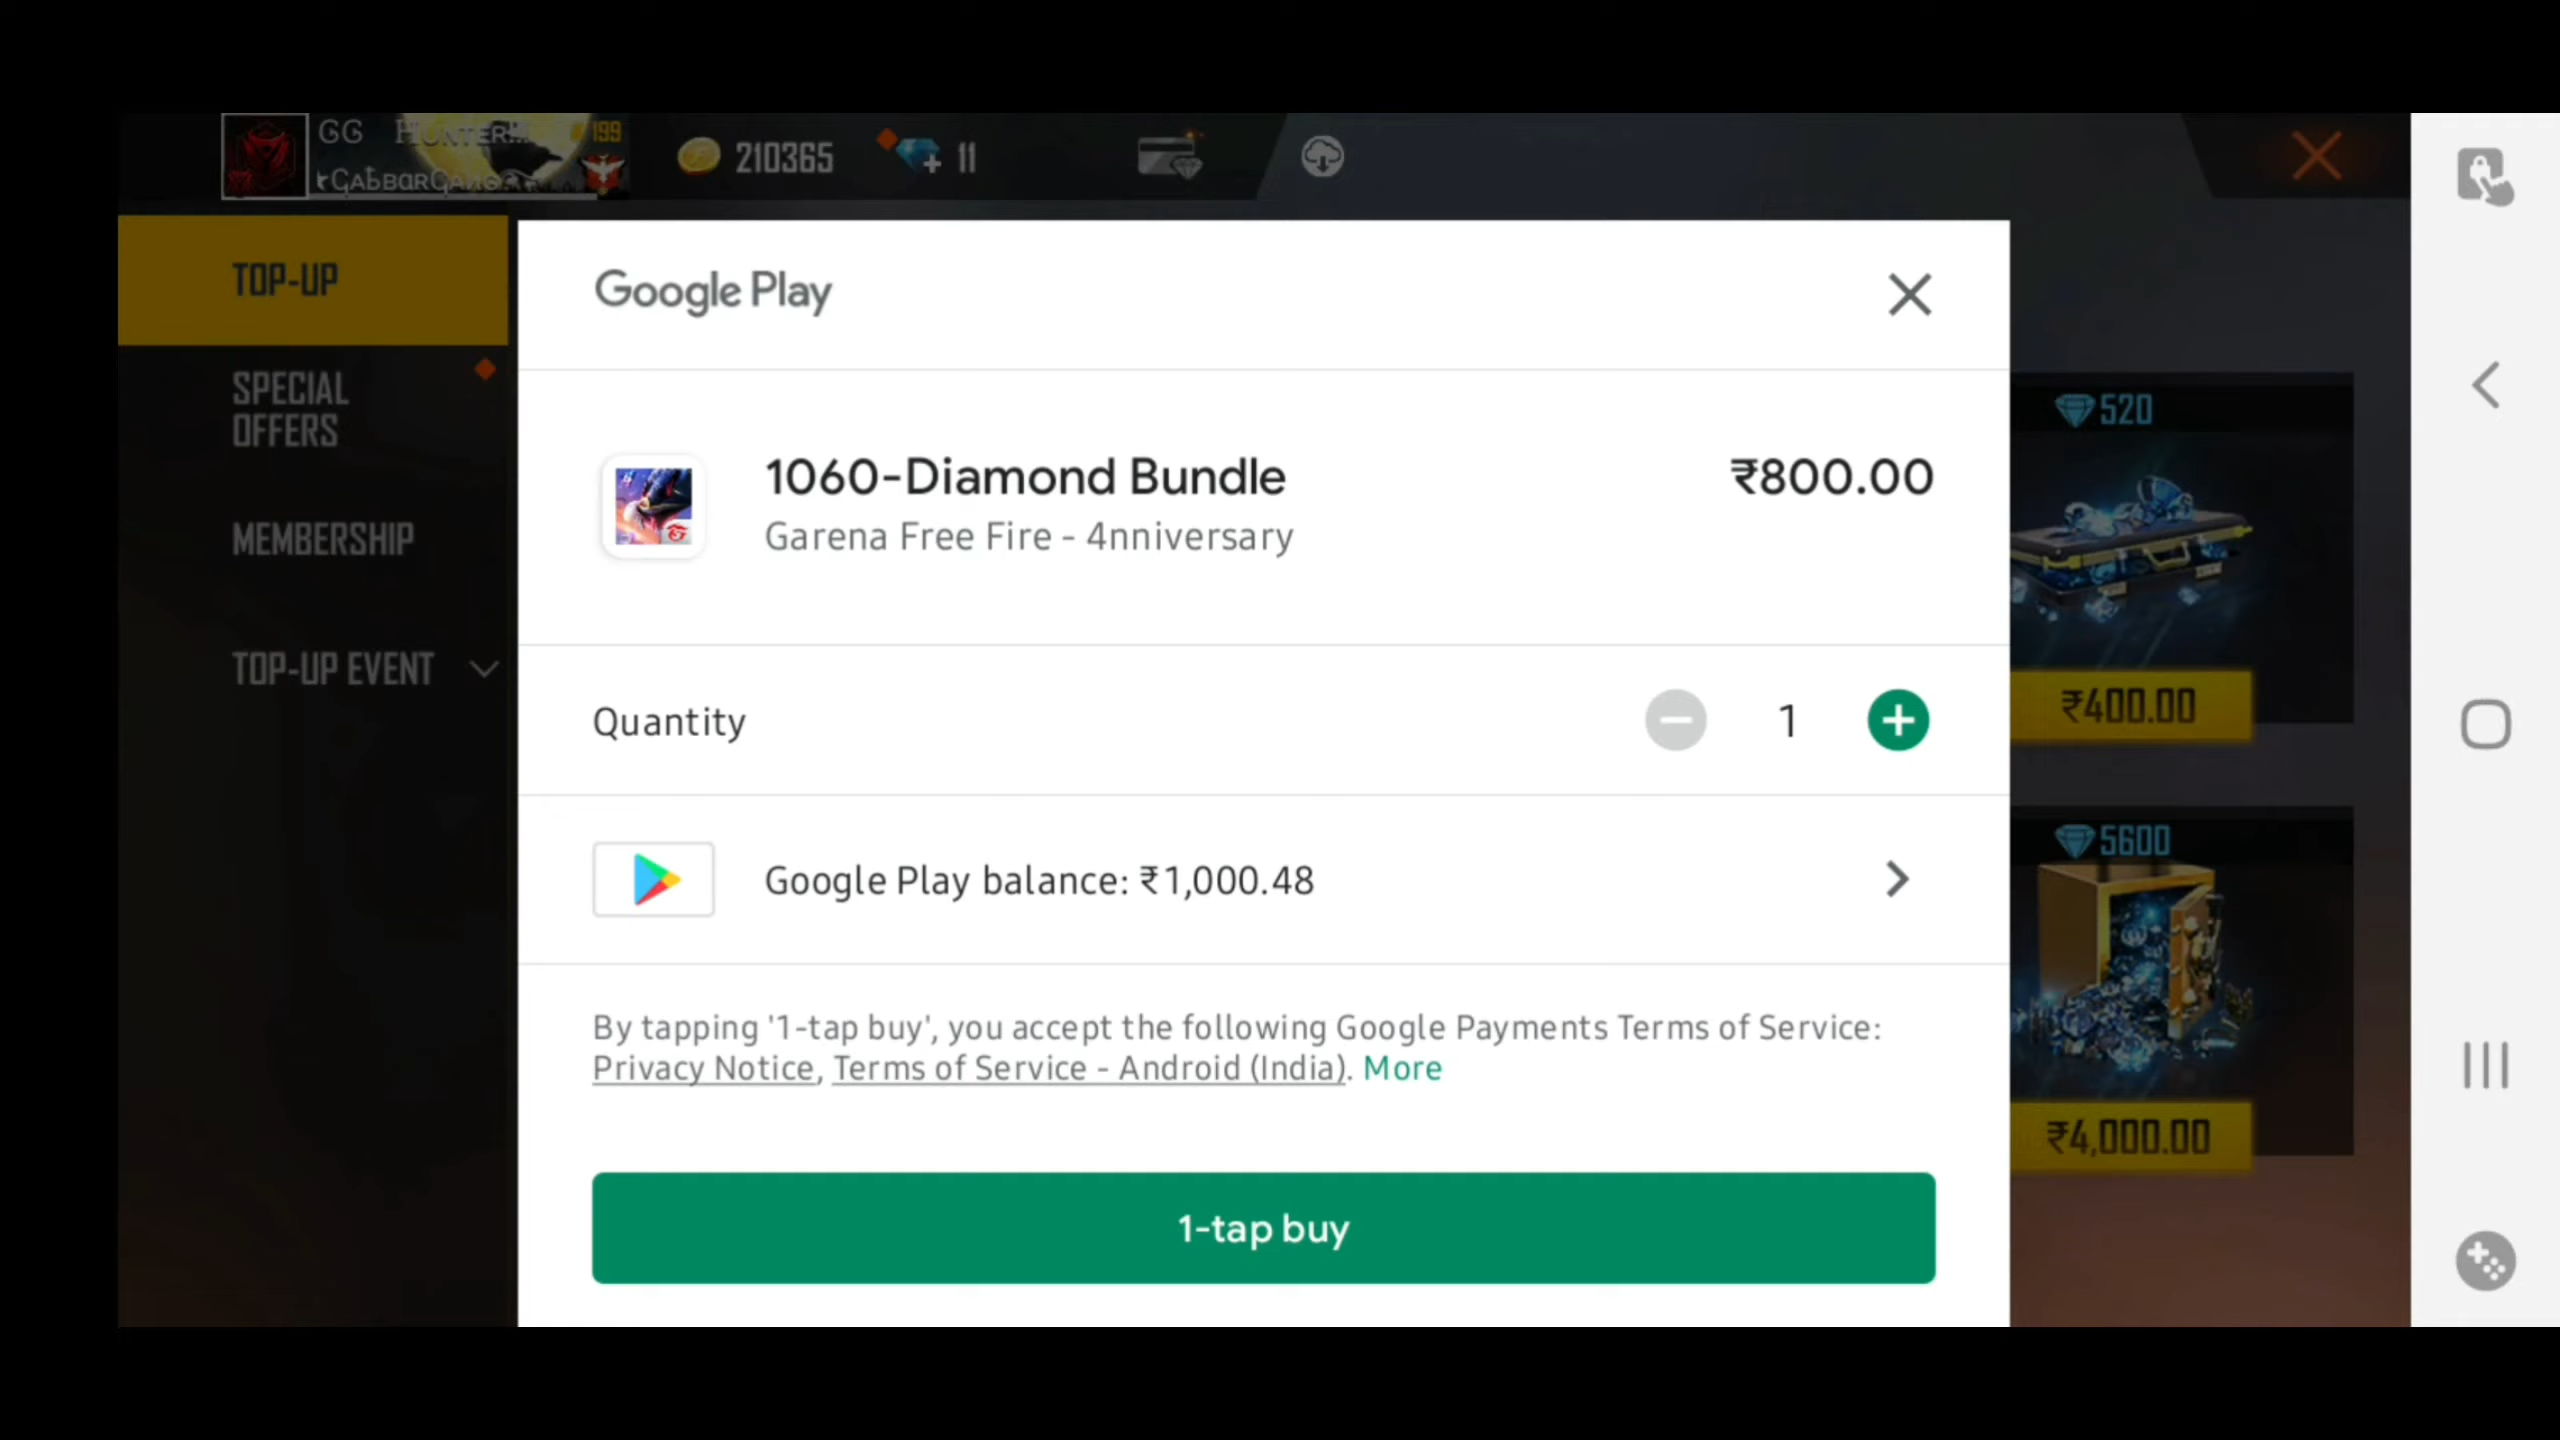 GG HUNTER!!! 199
GABBARGANG
210365
11
TOP-UP
SPECIAL
OFFERS
MEMBERSHIP
TOP-UP EVENT
Google Play
1060-Diamond Bundle ₹800.00
Garena Free Fire - 4nniversary
Quantity 1
Google Play balance: ₹1,000.48
By tapping '1-tap buy', you accept the following Google Payments Terms of Service:
Privacy Notice, Terms of Service - Android (India). More
1-tap buy
520
₹400.00
5600
₹4,000.00